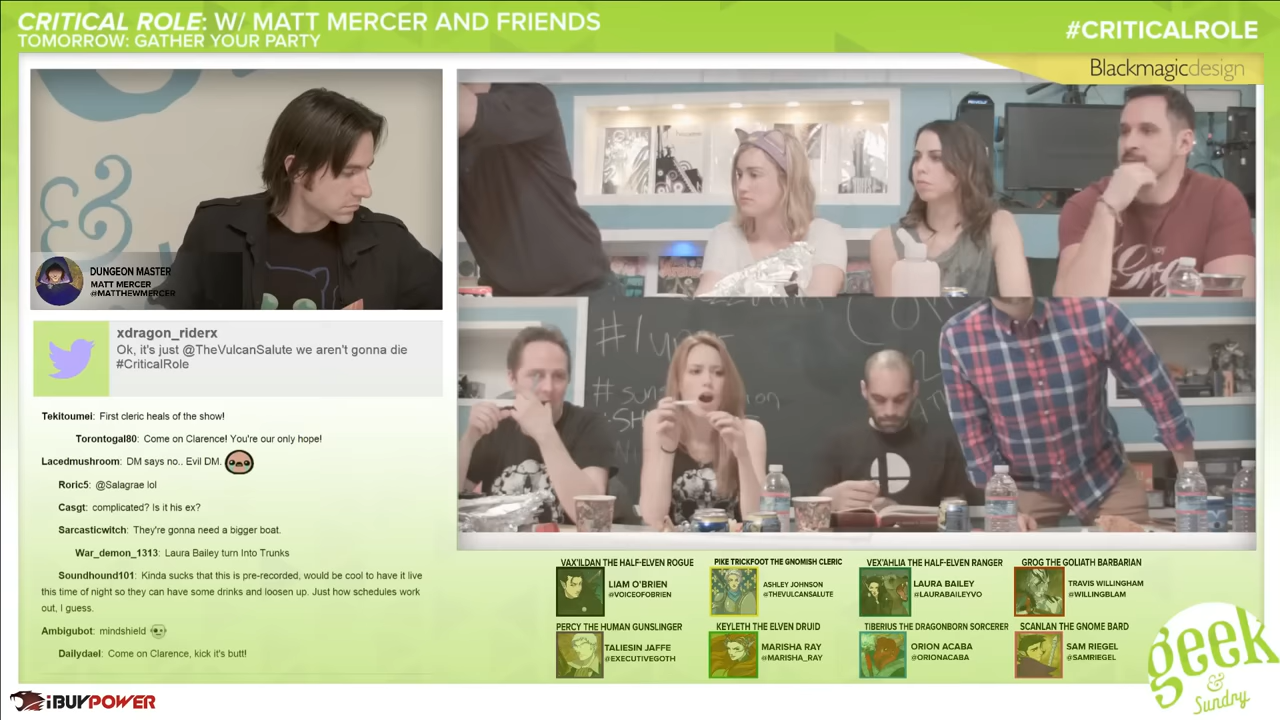 CRITICAL ROLE: W/ MATT MERCER AND FRIENDS
TOMORROW: GATHER YOUR PARTY
#CRITICALROLE
Blackmagicdesign
&
DUNGEON MASTER
MATT MERCER
@MATTHEWMERCER
xdragon_riderx
Ok, it's just @TheVulcanSalute we aren't gonna die
#CriticalRole
Tekitoumei: First cleric heals of the show!
Torontogal80: Come on Clarence! You're our only hope!
Lacedmushroom: DM says no.. Evil DM.
Roric5: @Salagrae lol
Casgt: complicated? Is it his ex?
Sarcasticwitch: They're gonna need a bigger boat.
War_demon_1313: Laura Bailey turn Into Trunks
Soundhound101: Kinda sucks that this is pre-recorded, would be cool to have it live
this time of night so they can have some drinks and loosen up. Just how schedules work
out, I guess.
Ambigubot: mindshield
Dailydael: Come on Clarence, kick it's butt!
VAX'ILDAN THE HALF-ELVEN ROGUE
LIAM O'BRIEN
@VOICEOFOBRIEN
PIKE TRICKFOOT THE GNOMISH CLERIC
ASHLEY JOHNSON
@THEVULCANSALUTE
VEX'AHLIA THE HALF-ELVEN RANGER
LAURA BAILEY
@LAURABAILEYVO
GROG THE GOLIATH BARBARIAN
TRAVIS WILLINGHAM
@WILLINGBLAM
PERCY THE HUMAN GUNSLINGER
TALIESIN JAFFE
@EXECUTIVEGOTH
KEYLETH THE ELVEN DRUID
MARISHA RAY
@MARISHA_RAY
TIBERIUS THE DRAGONBORN SORCERER
ORION ACABA
@ORIONACABA
SCANLAN THE GNOME BARD
SAM RIEGEL
@SAMRIEGEL
geek
&
Sundry
iBUYPOWER